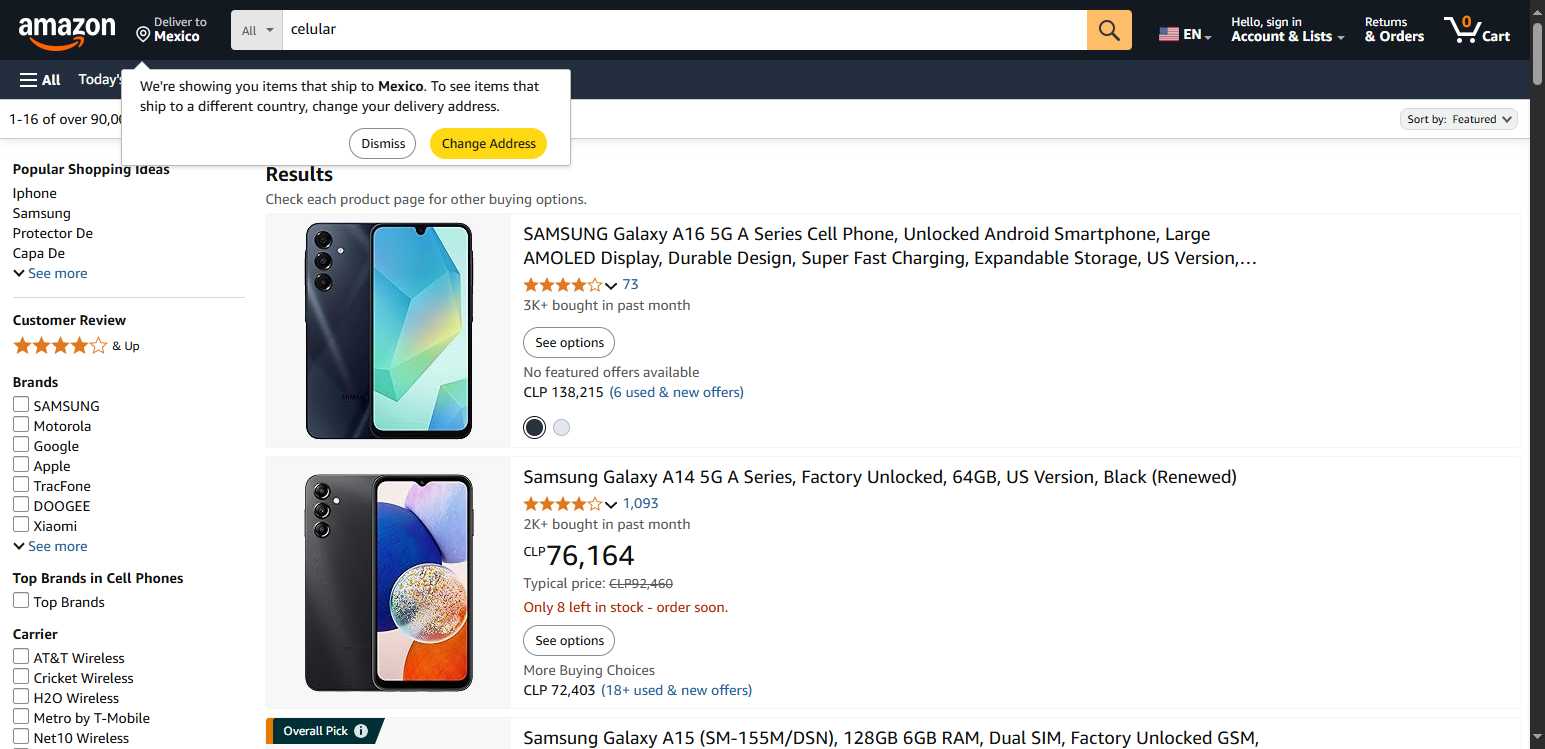 amazon
Deliver to
Mexico
All
celular
EN
Hello, sign in
Account & Lists
Returns
& Orders
0
Cart
All
Today's
We're showing you items that ship to Mexico. To see items that
ship to a different country, change your delivery address.
Dismiss
Change Address
1-16 of over 90,00
Sort by: Featured
Popular Shopping Ideas
Iphone
Samsung
Protector De
Capa De
See more
Customer Review
& Up
Brands
SAMSUNG
Motorola
Google
Apple
TracFone
DOOGEE
Xiaomi
See more
Top Brands in Cell Phones
Top Brands
Carrier
AT&T Wireless
Cricket Wireless
H2O Wireless
Metro by T-Mobile
Net10 Wireless
Results
Check each product page for other buying options.
SAMSUNG Galaxy A16 5G A Series Cell Phone, Unlocked Android Smartphone, Large
AMOLED Display, Durable Design, Super Fast Charging, Expandable Storage, US Version,…
73
3K+ bought in past month
See options
No featured offers available
CLP 138,215 (6 used & new offers)
Samsung Galaxy A14 5G A Series, Factory Unlocked, 64GB, US Version, Black (Renewed)
1,093
2K+ bought in past month
CLP76,164
Typical price: CLP92,460
Only 8 left in stock - order soon.
See options
More Buying Choices
CLP 72,403 (18+ used & new offers)
Overall Pick
Samsung Galaxy A15 (SM-155M/DSN), 128GB 6GB RAM, Dual SIM, Factory Unlocked GSM,